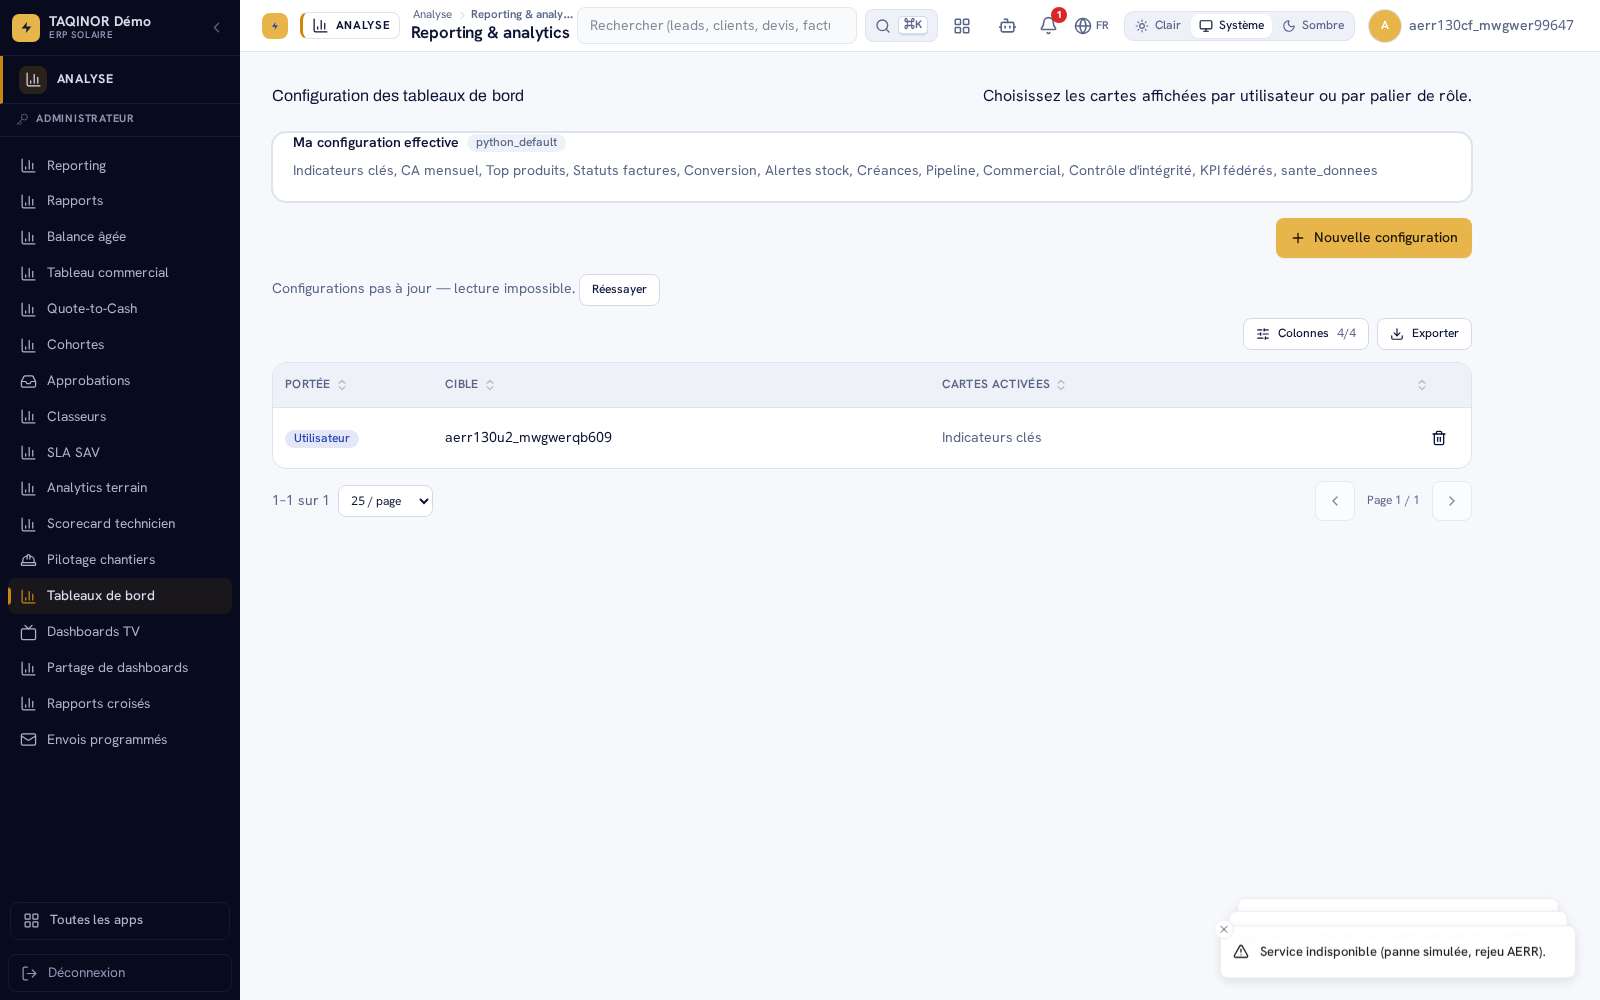 TAQINOR Démo
ERP SOLAIRE
ANALYSE
ADMINISTRATEUR
Reporting
Rapports
Balance âgée
Tableau commercial
Quote-to-Cash
Cohortes
Approbations
Classeurs
SLA SAV
Analytics terrain
Scorecard technicien
Pilotage chantiers
Tableaux de bord
Dashboards TV
Partage de dashboards
Rapports croisés
Envois programmés
Toutes les apps
Déconnexion
ANALYSE
Analyse
Reporting & analy...
Reporting & analytics
Rechercher (leads, clients, devis, factu
⌘K
1
FR
Clair
Système
Sombre
A
aerr130cf_mwgwer99647
Configuration des tableaux de bord
Choisissez les cartes affichées par utilisateur ou par palier de rôle.
Ma configuration effective python_default
Indicateurs clés, CA mensuel, Top produits, Statuts factures, Conversion, Alertes stock, Créances, Pipeline, Commercial, Contrôle d'intégrité, KPI fédérés, sante_donnees
Nouvelle configuration
Configurations pas à jour — lecture impossible. Réessayer
Colonnes 4/4
Exporter
PORTÉE CIBLE CARTES ACTIVÉES
Utilisateur aerr130u2_mwgwerqb609 Indicateurs clés
1–1 sur 1 25 / page Page 1 / 1
Service indisponible (panne simulée, rejeu AERR).